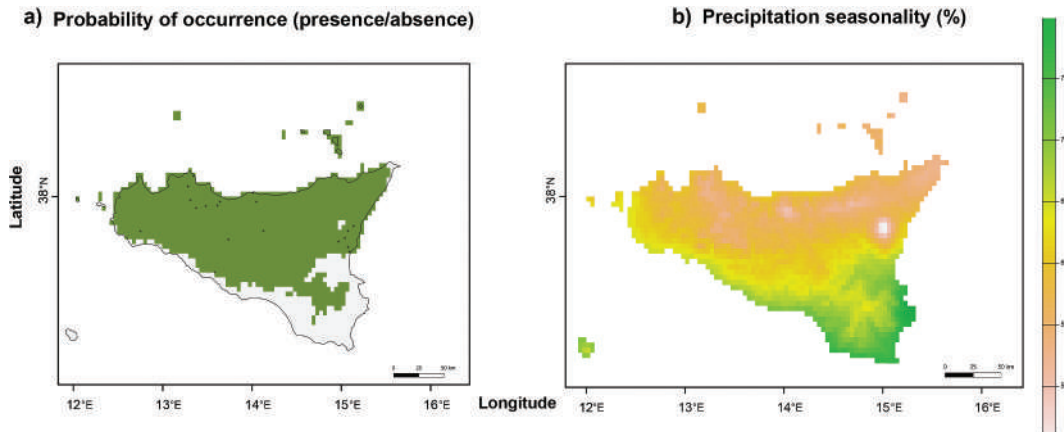 a) Probability of occurrence (presence/absence)
b) Precipitation seasonality (%)
Latitude
38°N
38°N
0 25 50 km
0 25 50 km
12°E 13°E 14°E 15°E 16°E
Longitude
12°E 13°E 14°E 15°E 16°E